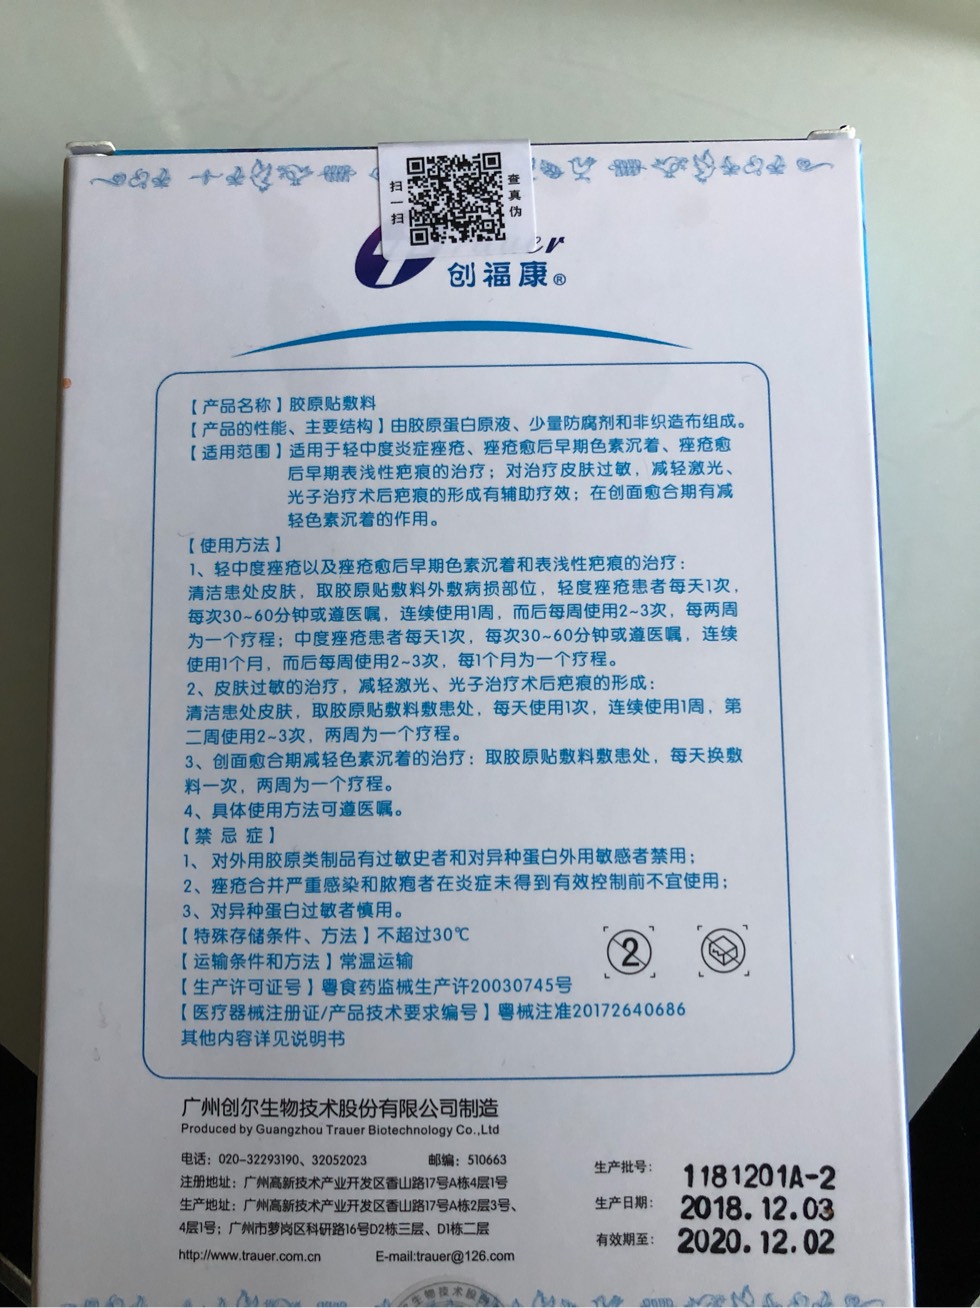 扫一扫
查真伪
创福康®
【产品名称】胶原贴敷料
【产品的性能、主要结构】由胶原蛋白原液、少量防腐剂和非织造布组成。
【适用范围】适用于轻中度炎症痤疮、痤疮愈后早期色素沉着、痤疮愈
后早期表浅性疤痕的治疗；对治疗皮肤过敏，减轻激光、
光子治疗术后疤痕的形成有辅助疗效；在创面愈合期有减
轻色素沉着的作用。
【使用方法】
1、轻中度痤疮以及痤疮愈后早期色素沉着和表浅性疤痕的治疗：
清洁患处皮肤，取胶原贴敷料外敷病损部位，轻度痤疮患者每天1次，
每次30~60分钟或遵医嘱，连续使用1周，而后每周使用2~3次，每两周
为一个疗程；中度痤疮患者每天1次，每次30~60分钟或遵医嘱，连续
使用1个月，而后每周使用2~3次，每1个月为一个疗程。
2、皮肤过敏的治疗，减轻激光、光子治疗术后疤痕的形成：
清洁患处皮肤，取胶原贴敷料敷患处，每天使用1次，连续使用1周，第
二周使用2~3次，两周为一个疗程。
3、创面愈合期减轻色素沉着的治疗：取胶原贴敷料敷患处，每天换敷
料一次，两周为一个疗程。
4、具体使用方法可遵医嘱。
【禁忌症】
1、对外用胶原类制品有过敏史者和对异种蛋白外用敏感者禁用；
2、痤疮合并严重感染和脓疱者在炎症未得到有效控制前不宜使用；
3、对异种蛋白过敏者慎用。
【特殊存储条件、方法】不超过30℃
【运输条件和方法】常温运输
2
【生产许可证号】粤食药监械生产许20030745号
【医疗器械注册证/产品技术要求编号】粤械注准20172640686
其他内容详见说明书
广州创尔生物技术股份有限公司制造
Produced by Guangzhou Trauer Biotechnology Co.,Ltd
电话：020-32293190、32052023 邮编：510663
注册地址：广州高新技术产业开发区香山路17号A栋4层1号
生产地址：广州高新技术产业开发区香山路17号A栋2层3号、
4层1号；广州市萝岗区科研路16号D2栋三层、D1栋二层
http://www.trauer.com.cn E-mail:trauer@126.com
生产批号：1181201A-2
生产日期：2018.12.03
有效期至：2020.12.02
生物技术股份